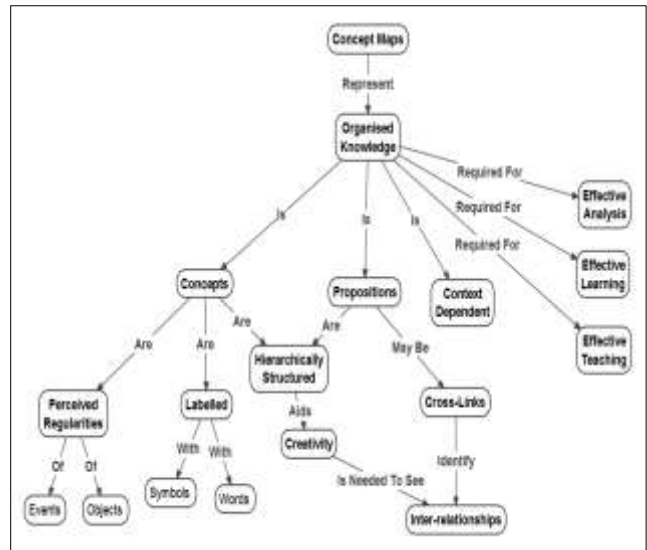 Concept Maps
Represent
Organised
Knowledge
Required For
Effective
Analysis
Required For
Is
Is
Is
Required For
Effective
Learning
Concepts
Propositions
Context
Dependent
Are
Are
Are
Are
May Be
Effective
Teaching
Hierarchically
Structured
Perceived
Regularities
Labelled
Cross-Links
Aids
Creativity
Of
Of
With
With
Identify
Is Needed To See
Events
Objects
Symbols
Words
Inter-relationships